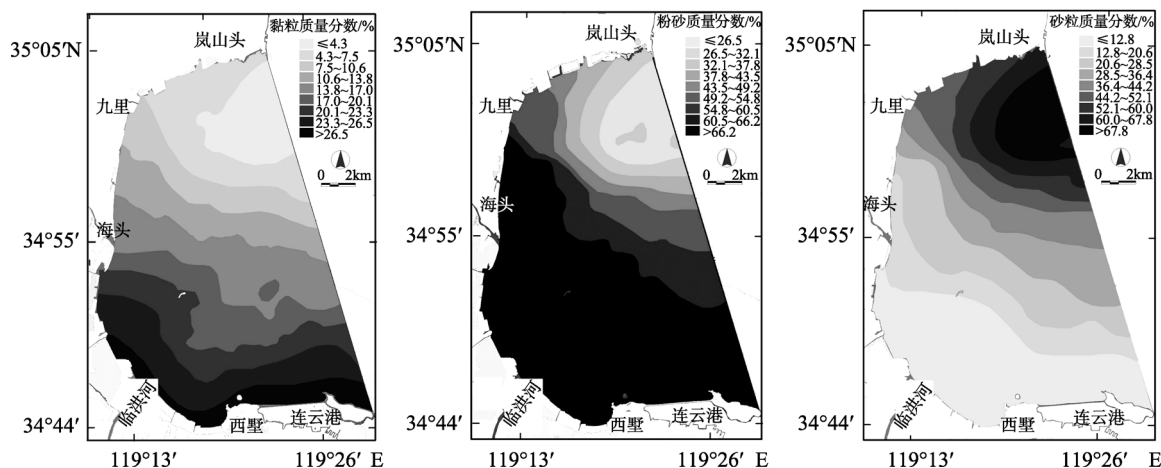 黏粒质量分数/%
≤4.3
4.3~7.5
7.5~10.6
10.6~13.8
13.8~17.0
17.0~20.1
20.1~23.3
23.3~26.5
>26.5
0 2km
35°05′N
34°55′
34°44′
119°13′ 119°26′ E
岚山头
九里
海头
临洪河
西墅
连云港
粉砂质量分数/%
≤26.5
26.5~32.1
32.1~37.8
37.8~43.5
43.5~49.2
49.2~54.8
54.8~60.5
60.5~66.2
>66.2
0 2km
35°05′N
34°55′
34°44′
119°13′ 119°26′ E
岚山头
九里
海头
临洪河
西墅
连云港
砂粒质量分数/%
≤12.8
12.8~20.6
20.6~28.5
28.5~36.4
36.4~44.2
44.2~52.1
52.1~60.0
60.0~67.8
>67.8
0 2km
35°05′N
34°55′
34°44′
119°13′ 119°26′ E
岚山头
九里
海头
临洪河
西墅
连云港